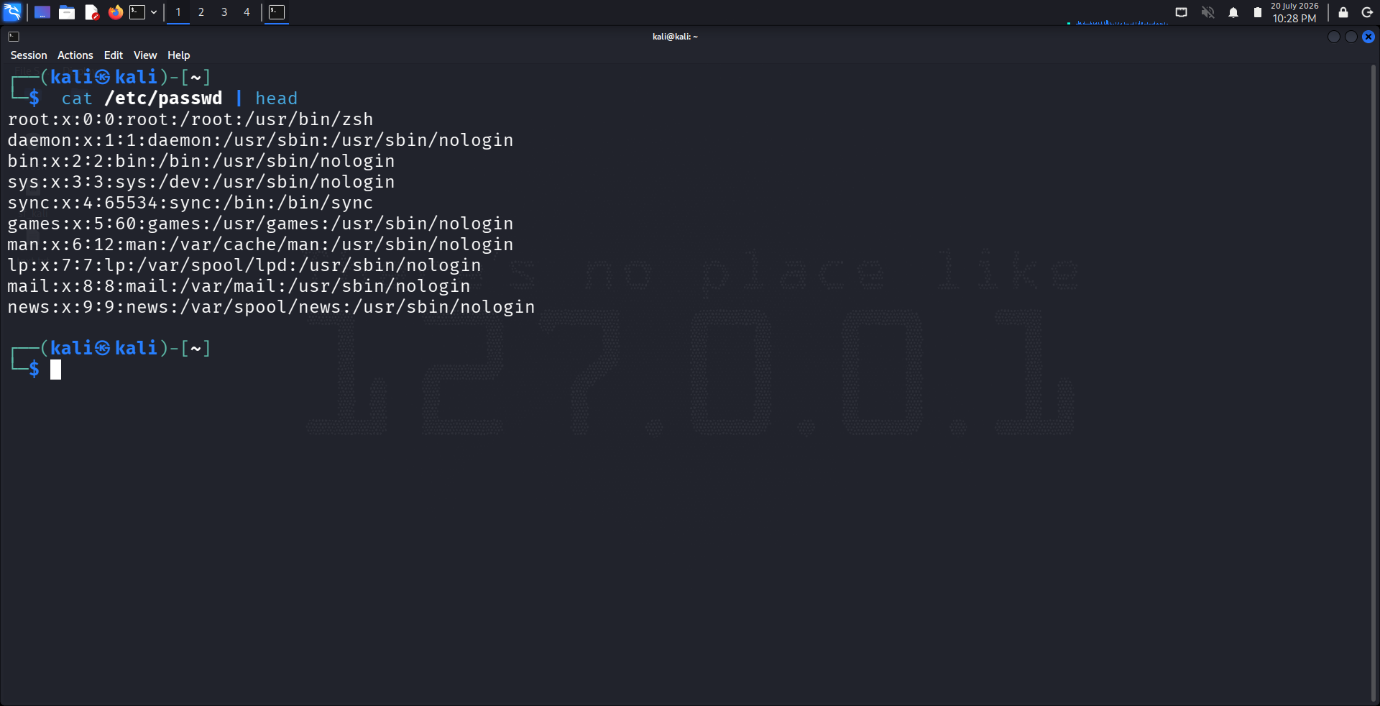 1 2 3 4
20 July 2026
10:28 PM
kali@kali: ~
Session Actions Edit View Help
┌──(kali㉿kali)-[~]
└─$ cat /etc/passwd | head
root:x:0:0:root:/root:/usr/bin/zsh
daemon:x:1:1:daemon:/usr/sbin:/usr/sbin/nologin
bin:x:2:2:bin:/bin:/usr/sbin/nologin
sys:x:3:3:sys:/dev:/usr/sbin/nologin
sync:x:4:65534:sync:/bin:/bin/sync
games:x:5:60:games:/usr/games:/usr/sbin/nologin
man:x:6:12:man:/var/cache/man:/usr/sbin/nologin
lp:x:7:7:lp:/var/spool/lpd:/usr/sbin/nologin
mail:x:8:8:mail:/var/mail:/usr/sbin/nologin
news:x:9:9:news:/var/spool/news:/usr/sbin/nologin
┌──(kali㉿kali)-[~]
└─$
no place like
127.0.0.1